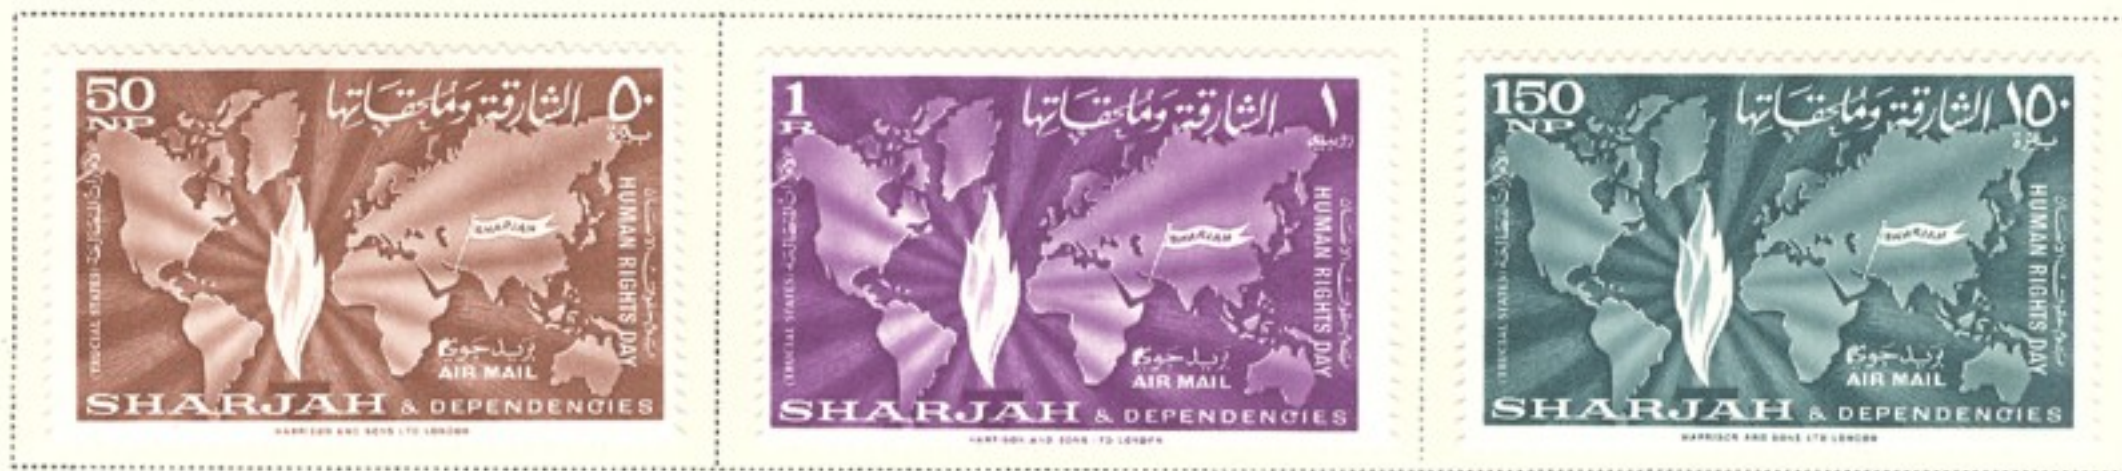 50 NP
الشارقة وملحقاتها
٥٠
SHARJAH
HUMAN RIGHTS DAY
(TRUCIAL STATES)
بريد جوي
AIR MAIL
SHARJAH & DEPENDENCIES
HARRISON AND SONS LTD LONDON
1 R
الشارقة وملحقاتها
١
SHARJAH
HUMAN RIGHTS DAY
(TRUCIAL STATES)
بريد جوي
AIR MAIL
SHARJAH & DEPENDENCIES
HARRISON AND SONS LTD LONDON
150 NP
الشارقة وملحقاتها
١٥٠
SHARJAH
HUMAN RIGHTS DAY
(TRUCIAL STATES)
بريد جوي
AIR MAIL
SHARJAH & DEPENDENCIES
HARRISON AND SONS LTD LONDON